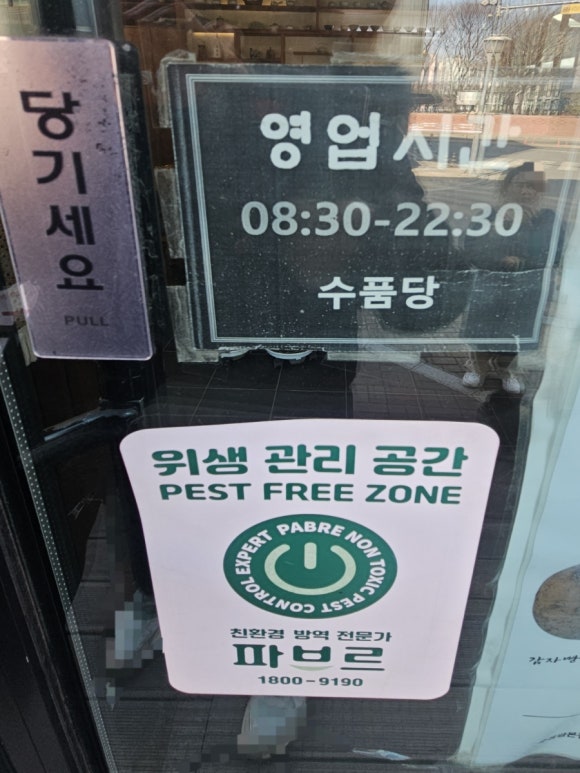 당기세요
PULL
영업시간
08:30-22:30
수품당
위생 관리 공간
PEST FREE ZONE
PABRE NON TOXIC PEST CONTROL EXPERT
친환경 방역 전문가
파브르
1800-9190